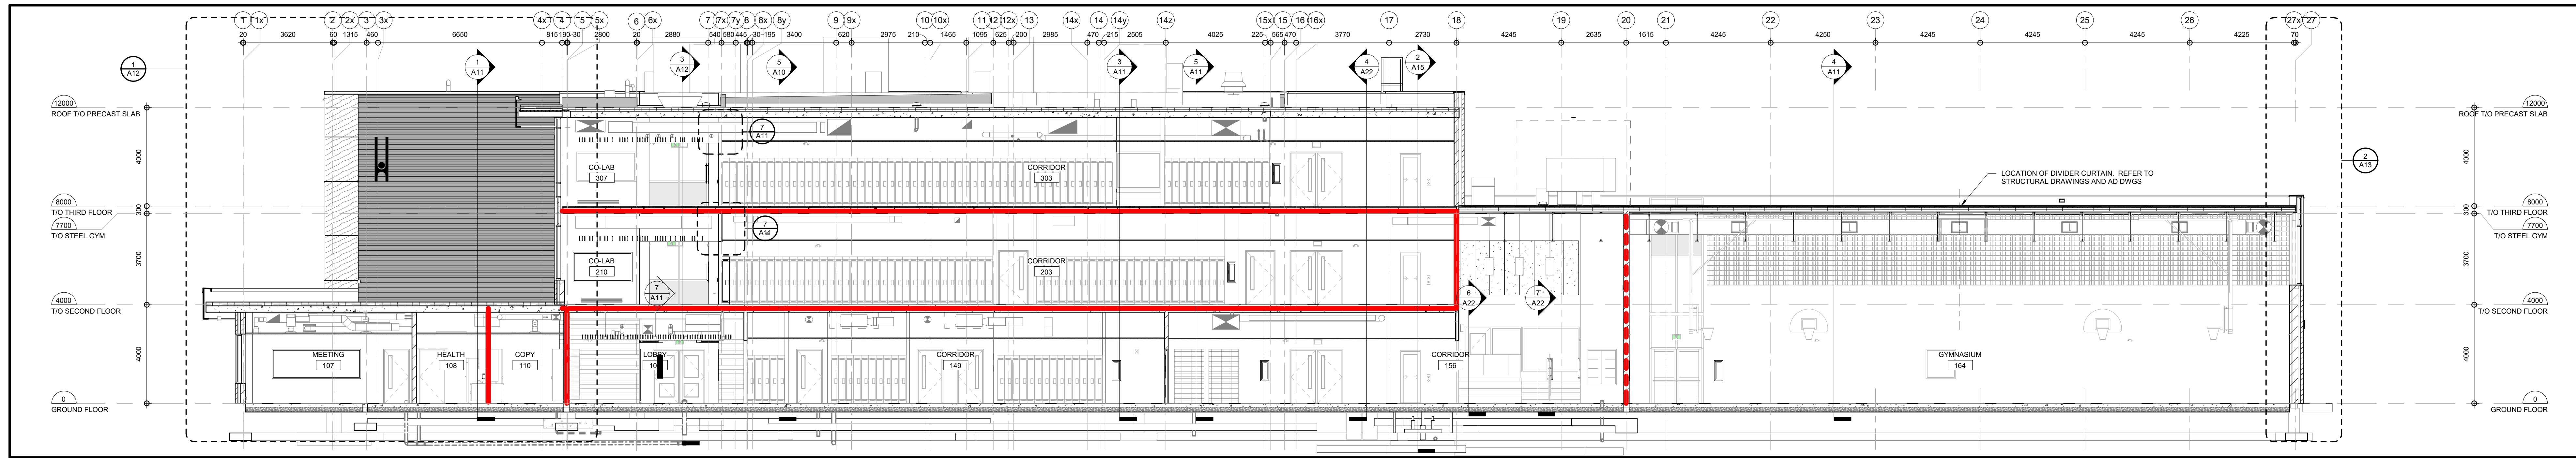 1 1x 2 2x 3 3x 4x 4 5 5x 6 6x 7 7x 7y 8 8x 8y 9 9x 10 10x 11 12 12x 13 14x 14 14y 14z 15x 15 16 16x 17 18 19 20 21 22 23 24 25 26 27x 27
20 3620 60 1315 460 6650 815 190 30 2800 20 2880 540 580 445 30 195 3400 620 2975 210 1465 1095 625 200 2985 470 215 2505 4025 225 565 470 3770 2730 4245 2635 1615 4245 4250 4245 4245 4245 4225 70
1
A12
1
A11
3
A12
5
A10
3
A11
5
A11
4
A22
2
A15
4
A11
12000
ROOF T/O PRECAST SLAB
12000
ROOF T/O PRECAST SLAB
7
A11
4000
4000
2
A13
CO-LAB
307
CORRIDOR
303
LOCATION OF DIVIDER CURTAIN. REFER TO
STRUCTURAL DRAWINGS AND AD DWGS
8000
T/O THIRD FLOOR
300
7700
T/O STEEL GYM
8000
T/O THIRD FLOOR
300
7700
T/O STEEL GYM
7
3700
3700
CO-LAB
210
CORRIDOR
203
7
A11
6
A22
7
A22
4000
T/O SECOND FLOOR
4000
T/O SECOND FLOOR
4000
4000
MEETING
107
HEALTH
108
COPY
110
LOBBY
CORRIDOR
149
CORRIDOR
156
GYMNASIUM
164
0
GROUND FLOOR
0
GROUND FLOOR